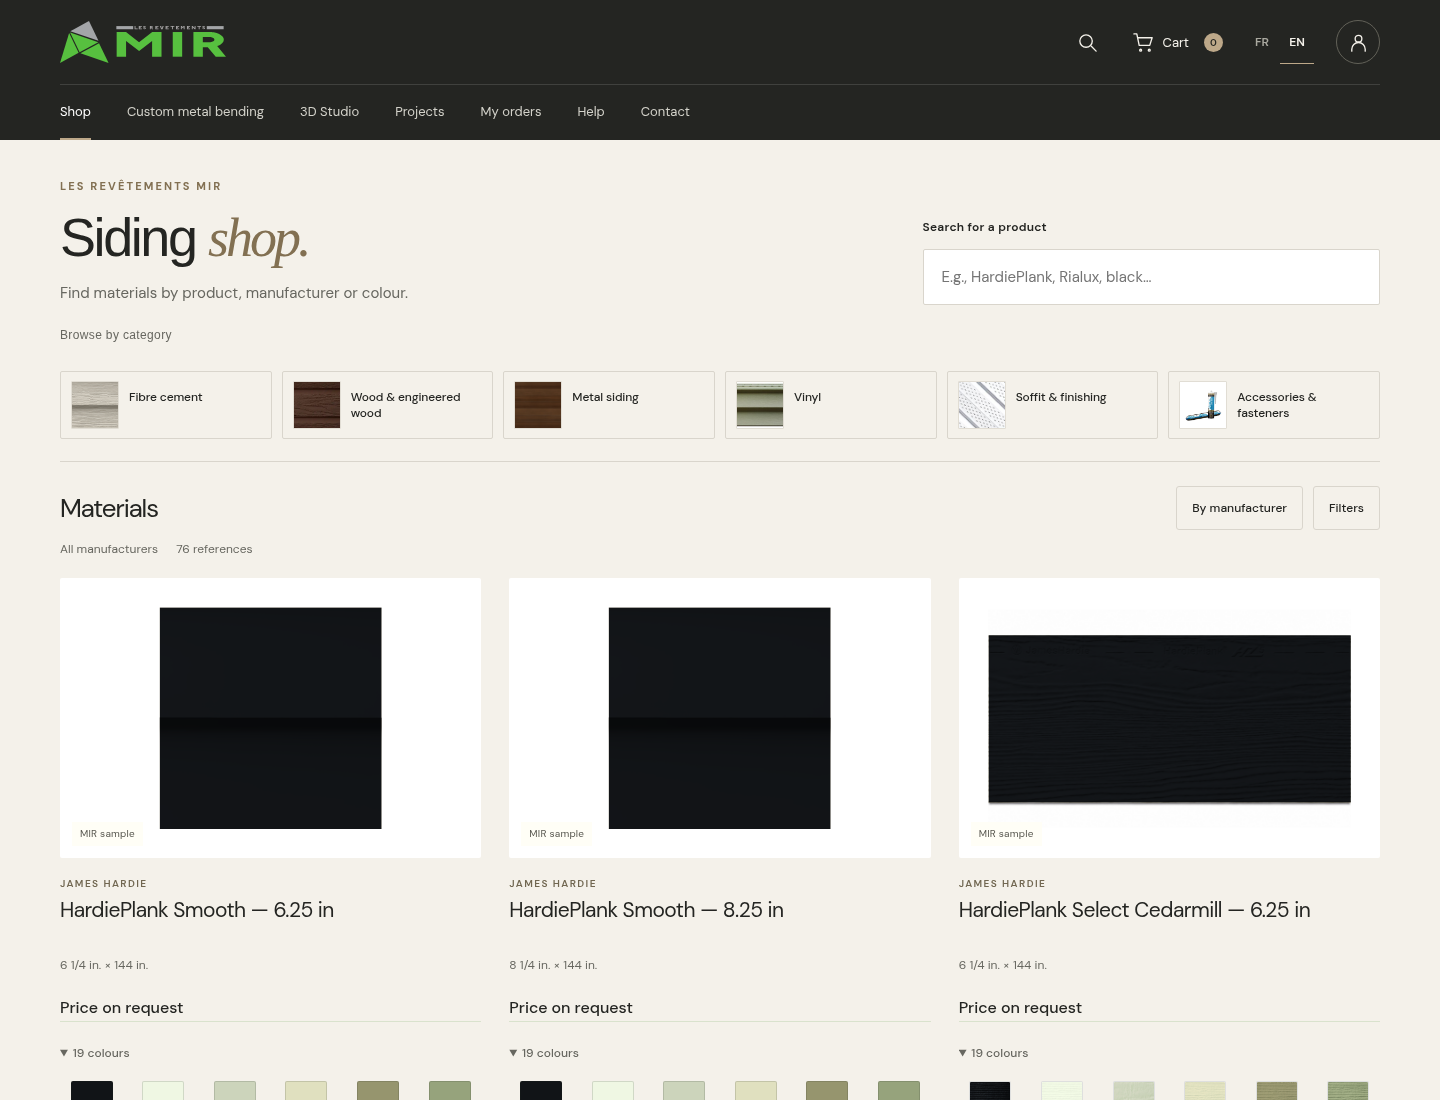 LES REVÊTEMENTS
MIR
Cart 0 FR EN
Shop Custom metal bending 3D Studio Projects My orders Help Contact
LES REVÊTEMENTS MIR
Siding shop.
Search for a product
E.g., HardiePlank, Rialux, black...
Find materials by product, manufacturer or colour.
Browse by category
Fibre cement
Wood & engineered
wood
Metal siding
Vinyl
Soffit & finishing
Accessories &
fasteners
Materials
By manufacturer Filters
All manufacturers 76 references
MIR sample MIR sample MIR sample
JAMES HARDIE JAMES HARDIE JAMES HARDIE
HardiePlank Smooth — 6.25 in HardiePlank Smooth — 8.25 in HardiePlank Select Cedarmill — 6.25 in
6 1/4 in. × 144 in. 8 1/4 in. × 144 in. 6 1/4 in. × 144 in.
Price on request Price on request Price on request
▼ 19 colours ▼ 19 colours ▼ 19 colours